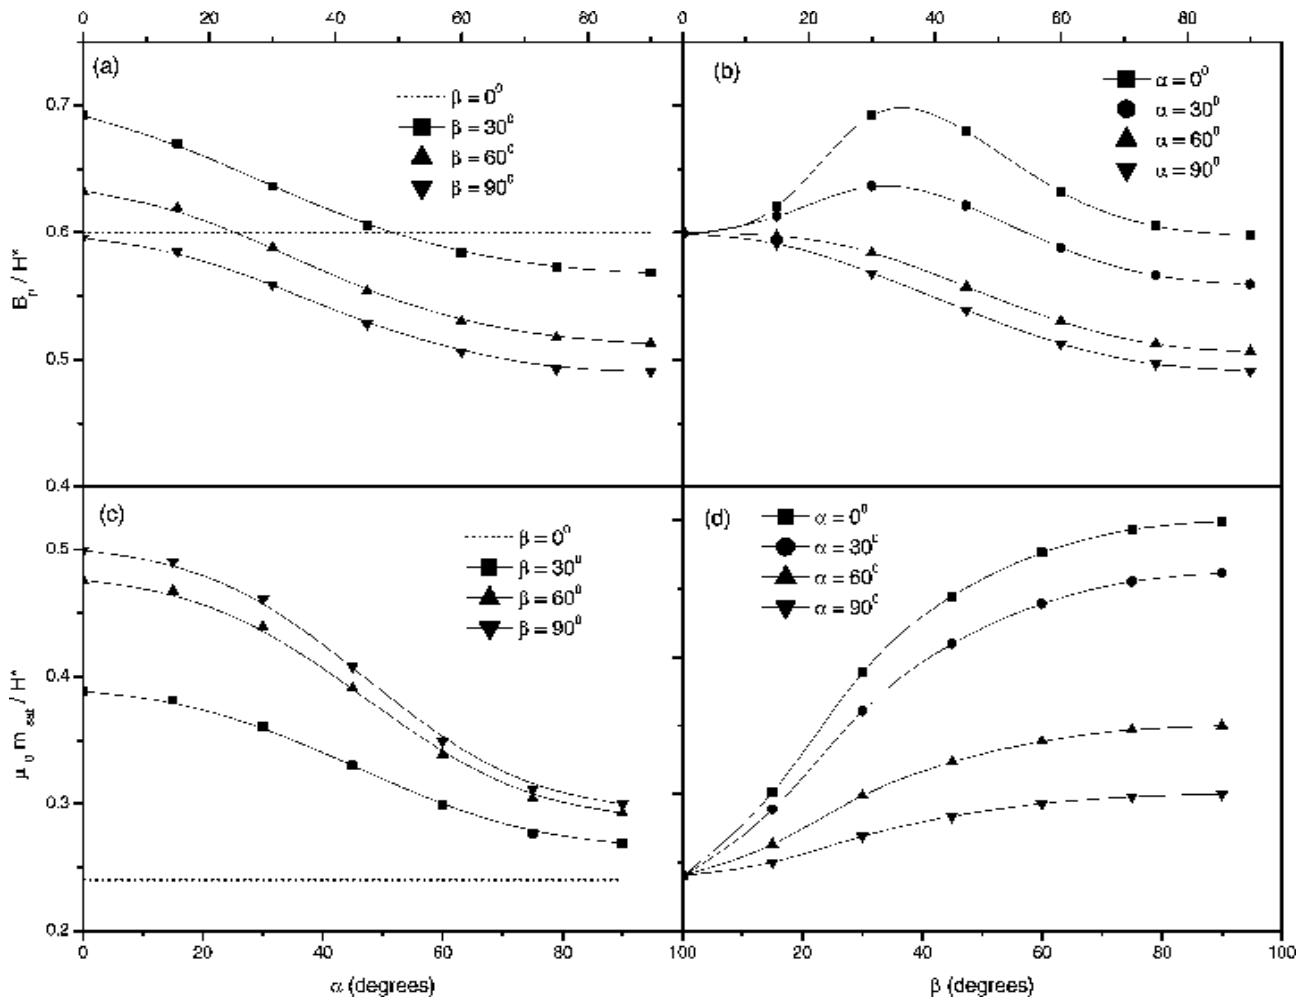 0 20 40 60 80 0 20 40 60 80
(a)
β = 0⁰
β = 30⁰
β = 60⁰
β = 90⁰
(b)
α = 0⁰
α = 30⁰
α = 60⁰
α = 90⁰
0.7
0.6
0.5
0.4
B_r / H*
(c)
β = 0⁰
β = 30⁰
β = 60⁰
β = 90⁰
(d)
α = 0⁰
α = 30⁰
α = 60⁰
α = 90⁰
0.5
0.4
0.3
0.2
μ₀ m_sat / H*
0 20 40 60 80 100 20 40 60 80 100
α (degrees) β (degrees)